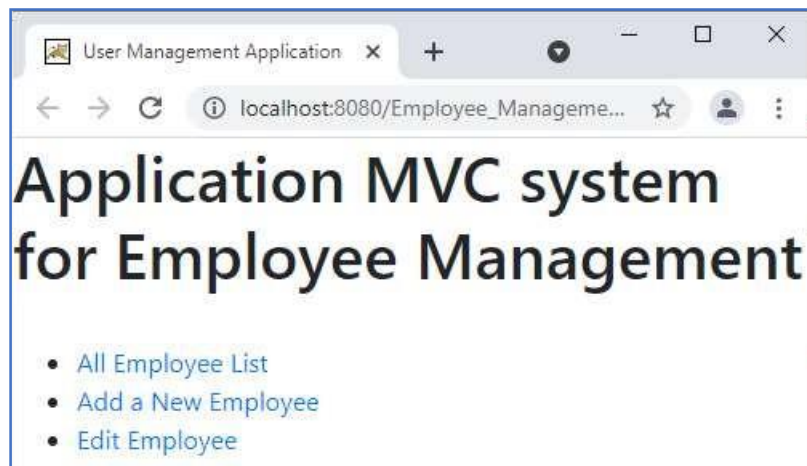 User Management Application
localhost:8080/Employee_Manageme...
Application MVC system
for Employee Management
All Employee List
Add a New Employee
Edit Employee